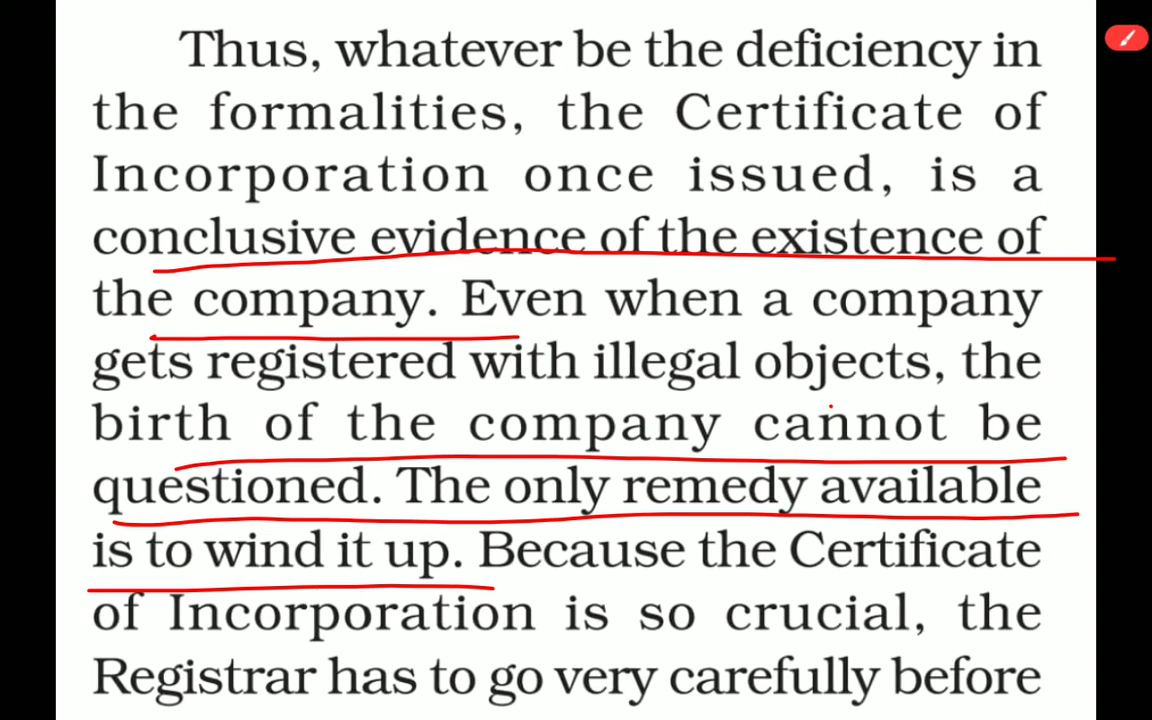 Thus, whatever be the deficiency in
the formalities, the Certificate of
Incorporation once issued, is a
conclusive evidence of the existence of
the company. Even when a company
gets registered with illegal objects, the
birth of the company cannot be
questioned. The only remedy available
is to wind it up. Because the Certificate
of Incorporation is so crucial, the
Registrar has to go very carefully before